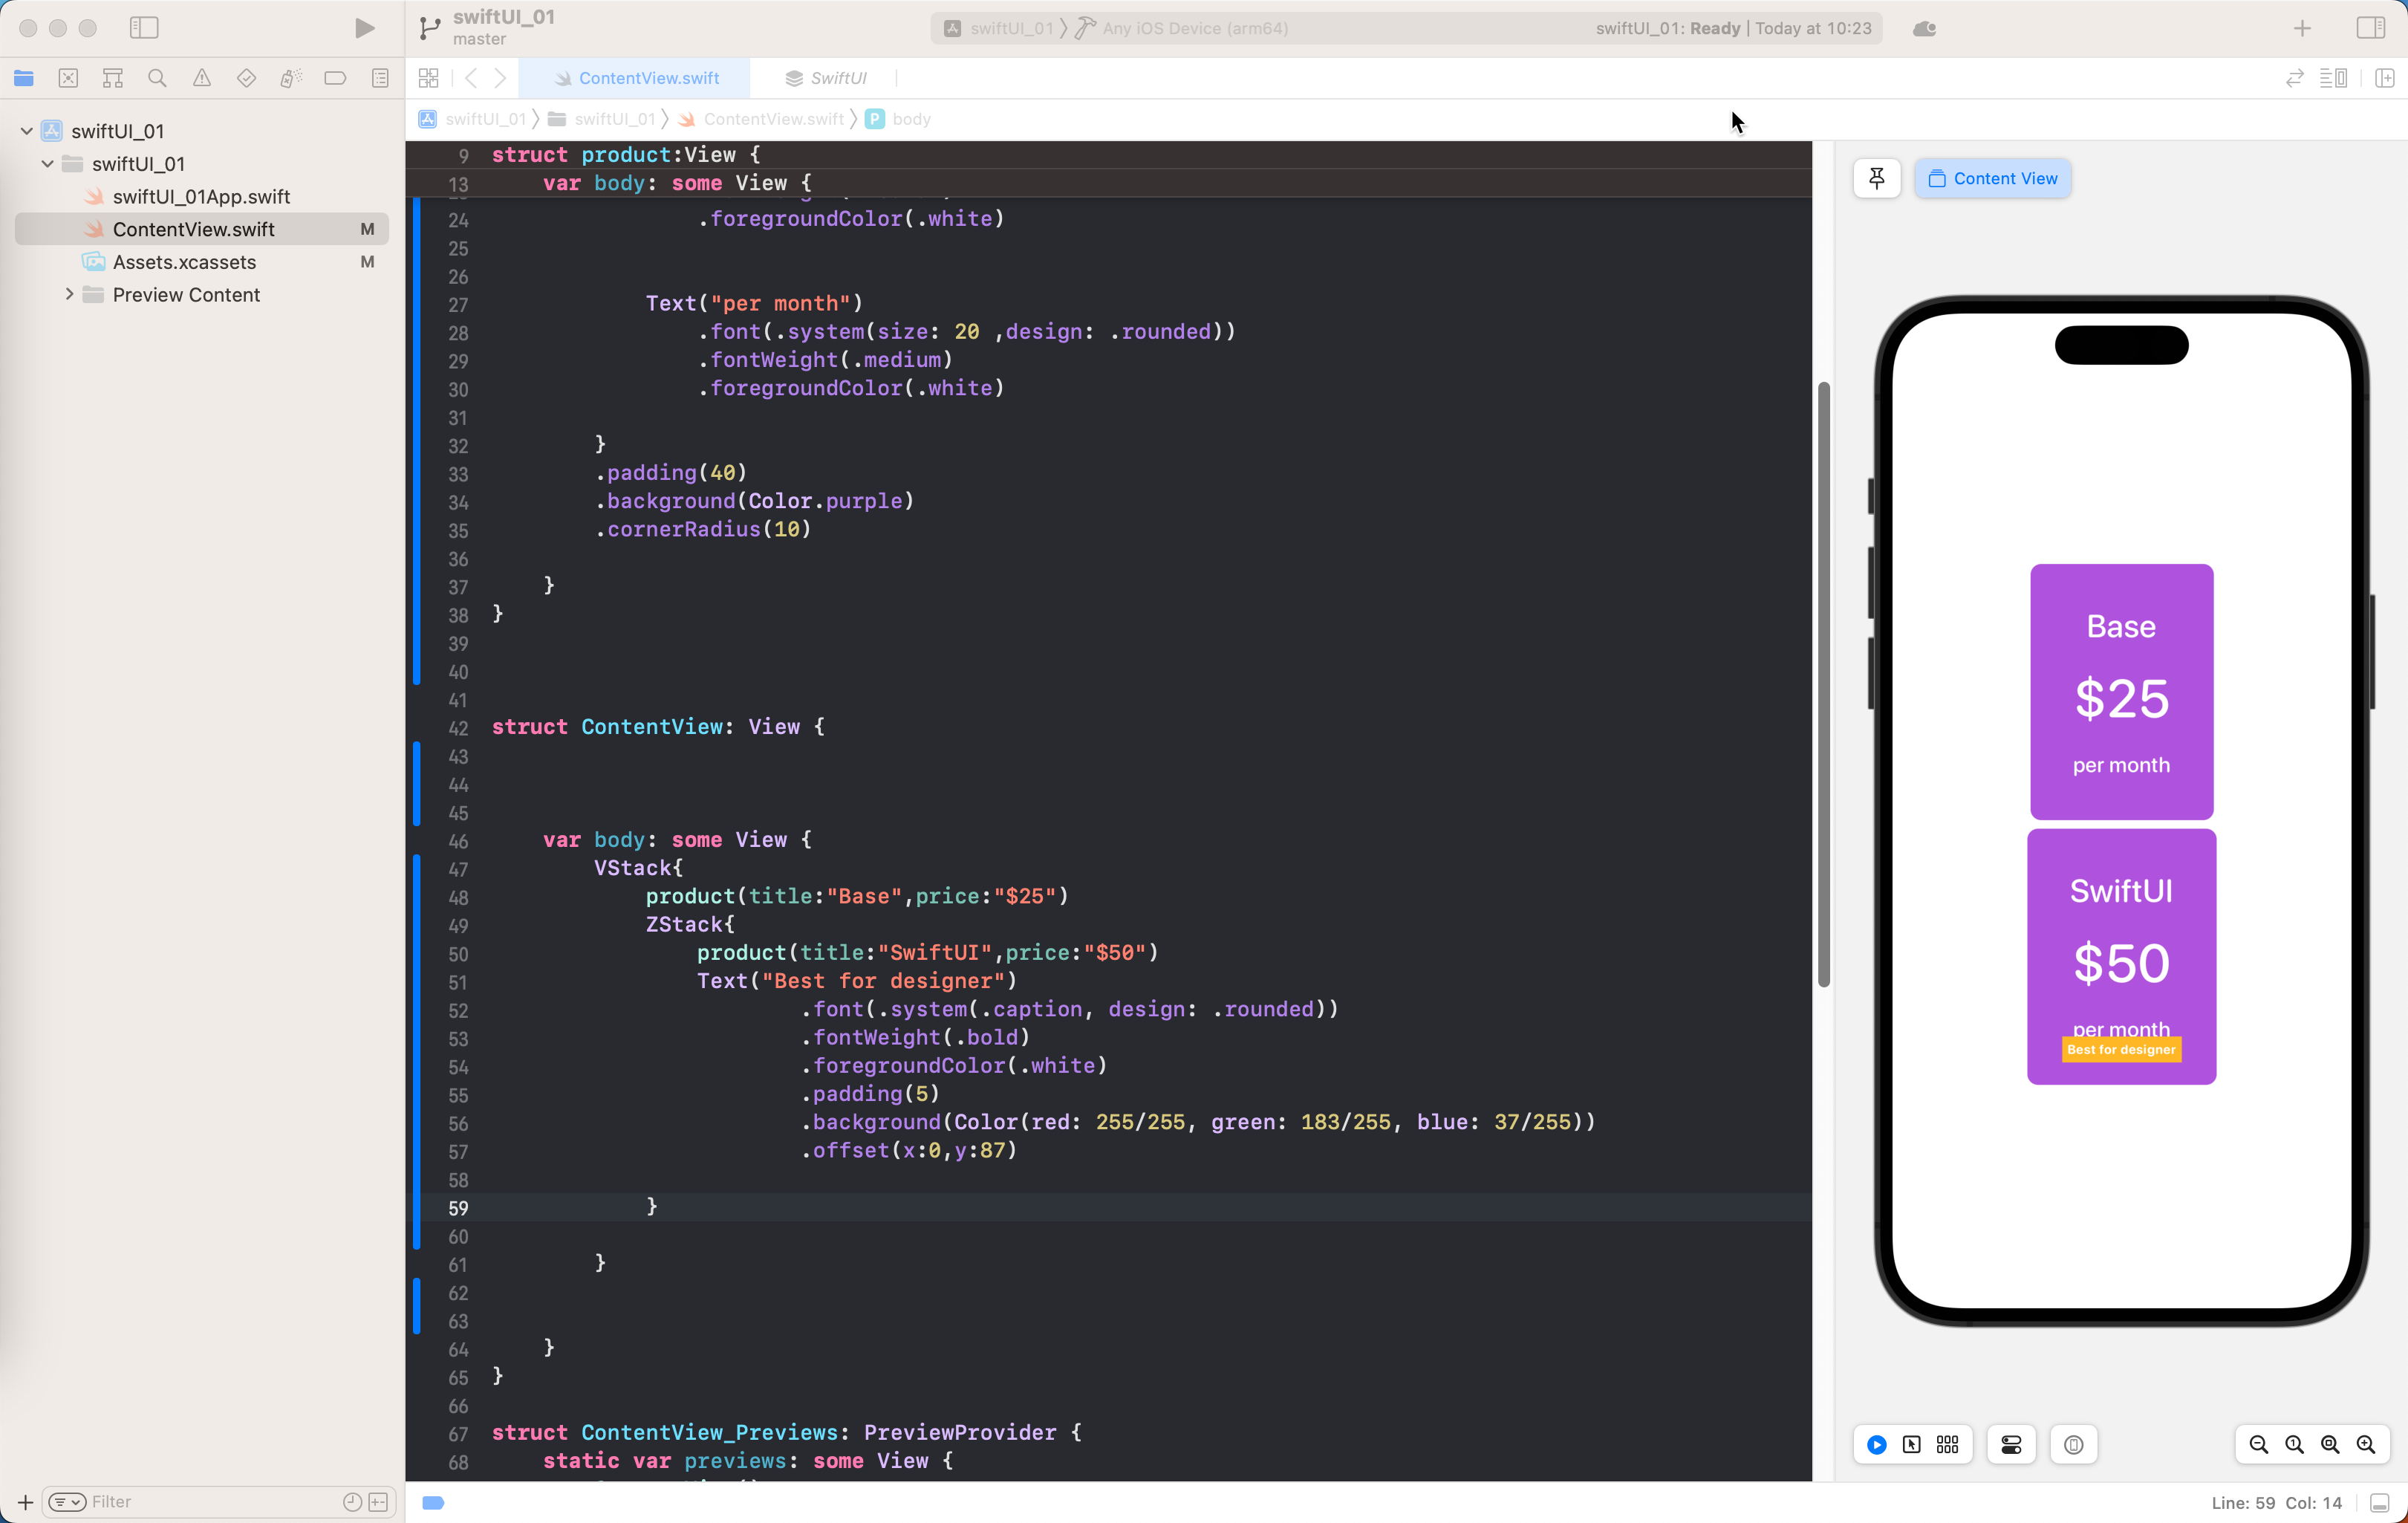 swiftUI_01
master
swiftUI_01 Any iOS Device (arm64)
swiftUI_01: Ready | Today at 10:23
ContentView.swift
SwiftUI
swiftUI_01 swiftUI_01 ContentView.swift P body
swiftUI_01
swiftUI_01
swiftUI_01App.swift
ContentView.swift M
Assets.xcassets M
Preview Content
9 struct product:View {
13 var body: some View {
24 .foregroundColor(.white)
25
26
27 Text("per month")
28 .font(.system(size: 20 ,design: .rounded))
29 .fontWeight(.medium)
30 .foregroundColor(.white)
31
32 }
33 .padding(40)
34 .background(Color.purple)
35 .cornerRadius(10)
36
37 }
38 }
39
40
41
42 struct ContentView: View {
43
44
45
46 var body: some View {
47 VStack{
48 product(title:"Base",price:"$25")
49 ZStack{
50 product(title:"SwiftUI",price:"$50")
51 Text("Best for designer")
52 .font(.system(.caption, design: .rounded))
53 .fontWeight(.bold)
54 .foregroundColor(.white)
55 .padding(5)
56 .background(Color(red: 255/255, green: 183/255, blue: 37/255))
57 .offset(x:0,y:87)
58
59 }
60
61 }
62
63
64 }
65 }
66
67 struct ContentView_Previews: PreviewProvider {
68 static var previews: some View {
Content View
Base
$25
per month
SwiftUI
$50
per month
Best for designer
Filter
Line: 59 Col: 14